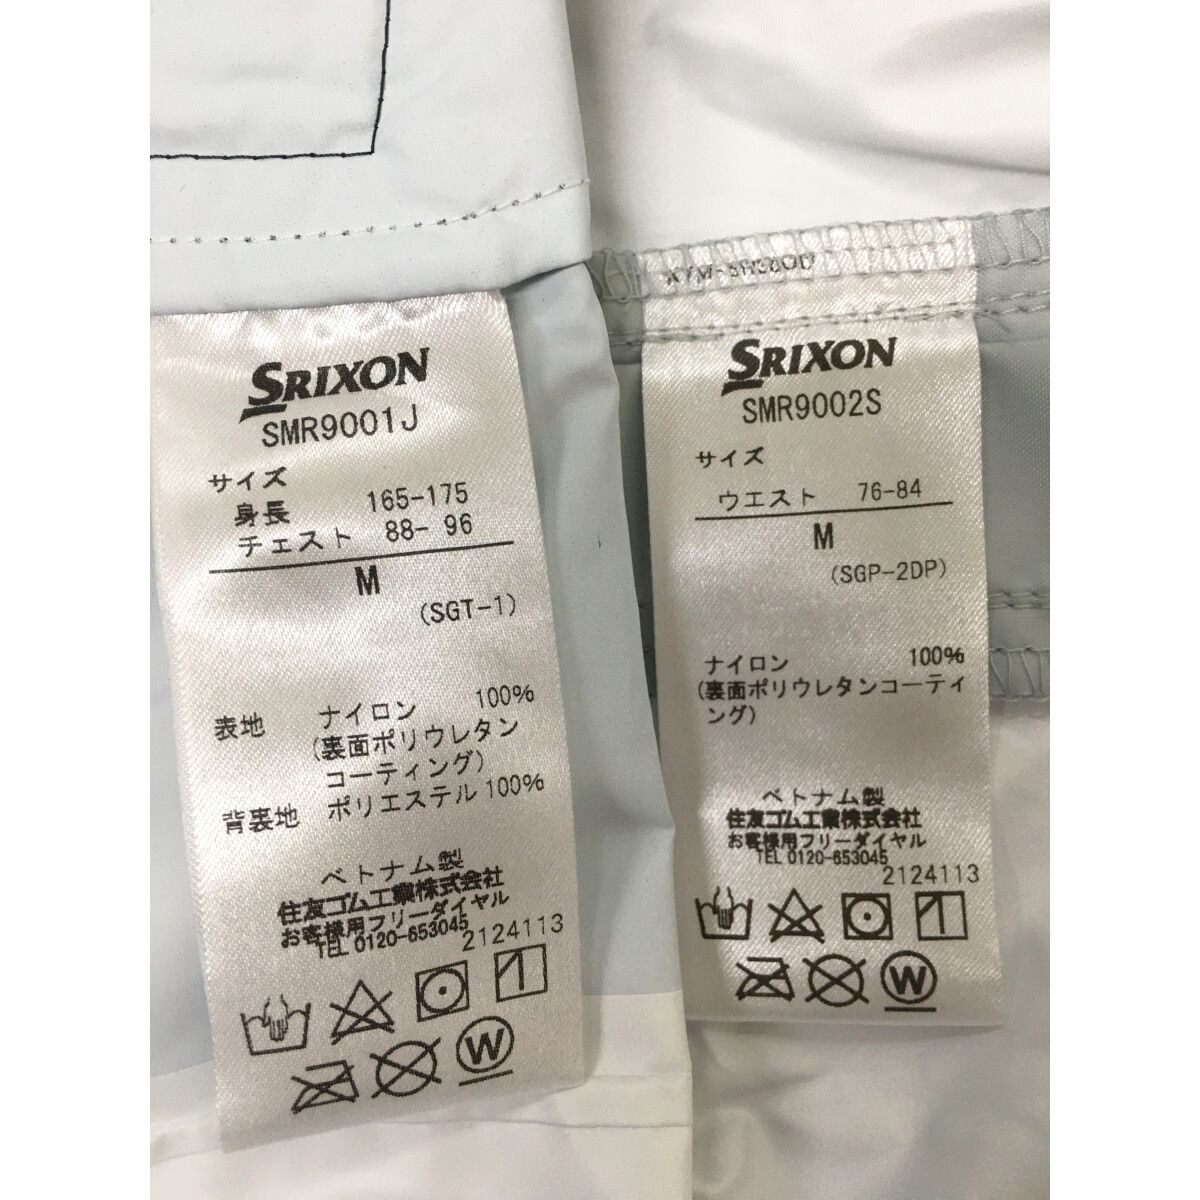 SRIXON
SMR9001J
サイズ
身長 165-175
チェスト 88- 96
M
(SGT-1)
表地 ナイロン 100%
(裏面ポリウレタン
コーティング)
背裏地 ポリエステル 100%
ベトナム製
住友ゴム工業株式会社
お客様用フリーダイヤル
TEL 0120-653045
2124113
W
SRIXON
SMR9002S
サイズ
ウエスト 76-84
M
(SGP-2DP)
ナイロン 100%
(裏面ポリウレタンコーティ
ング)
ベトナム製
住友ゴム工業株式会社
お客様用フリーダイヤル
TEL 0120-653045
2124113
W